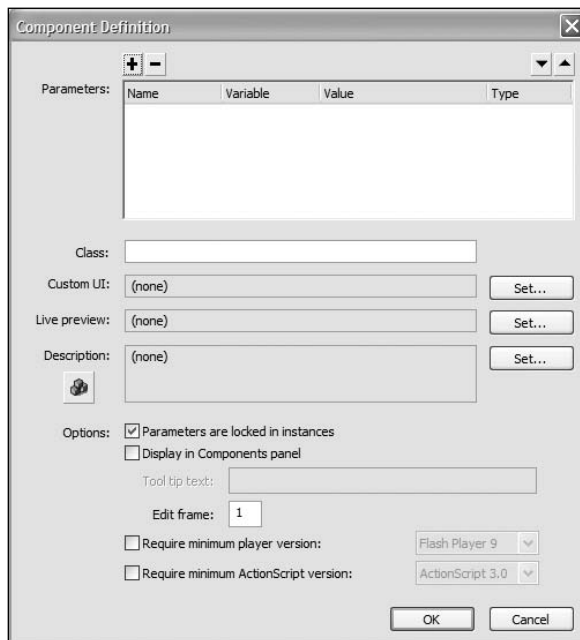 Component Definition
Parameters:
Name Variable Value Type
Class:
Custom UI: (none) Set...
Live preview: (none) Set...
Description: (none) Set...
Options: Parameters are locked in instances
Display in Components panel
Tool tip text:
Edit frame: 1
Require minimum player version: Flash Player 9
Require minimum ActionScript version: ActionScript 3.0
OK Cancel